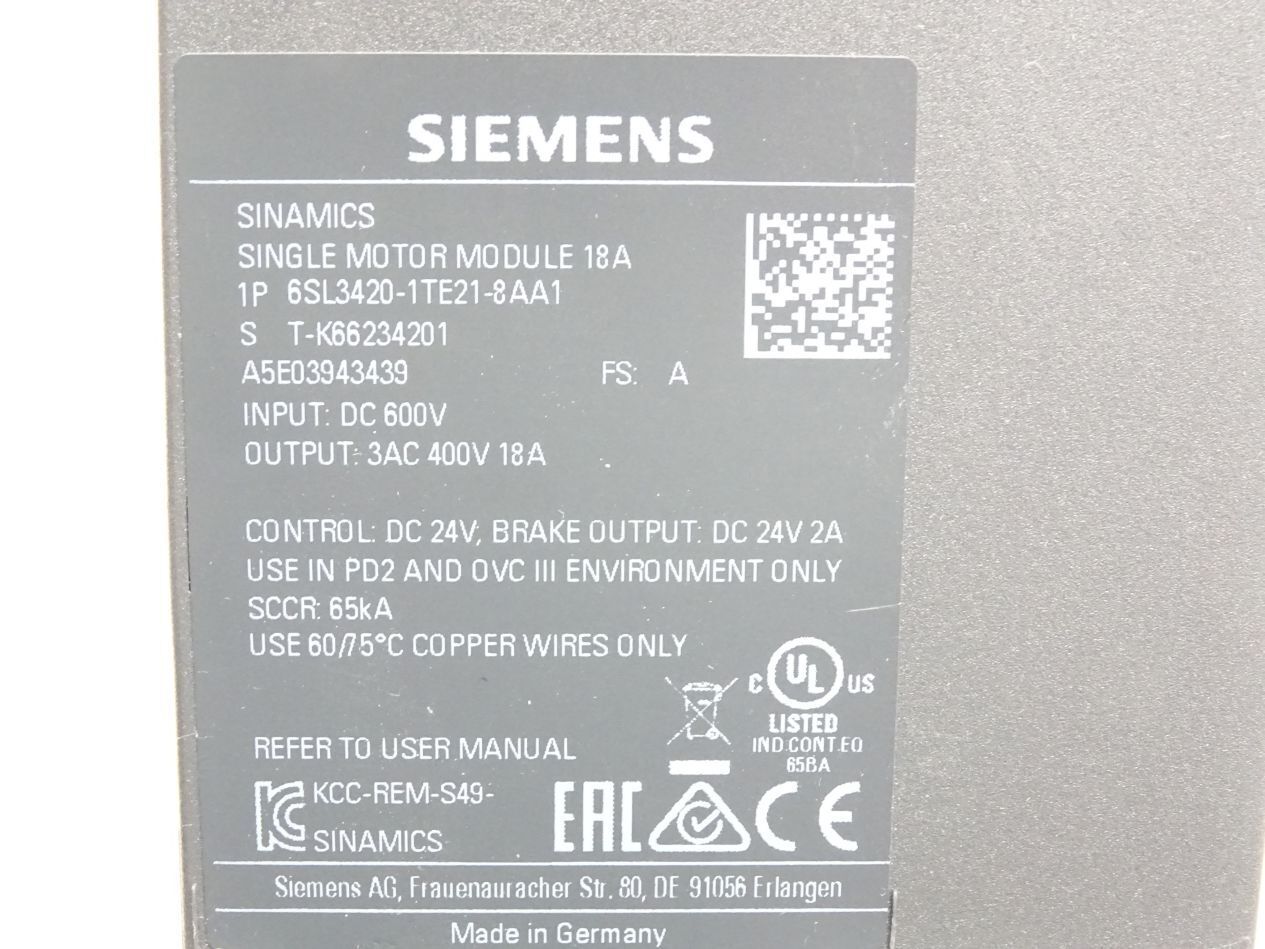 SIEMENS
SINAMICS
SINGLE MOTOR MODULE 18A
1P 6SL3420-1TE21-8AA1
S T-K66234201
A5E03943439 FS: A
INPUT: DC 600V
OUTPUT: 3AC 400V 18A
CONTROL: DC 24V, BRAKE OUTPUT: DC 24V 2A
USE IN PD2 AND OVC III ENVIRONMENT ONLY
SCCR: 65kA
USE 60/75°C COPPER WIRES ONLY
C UL US
LISTED
IND.CONT.EQ
65BA
REFER TO USER MANUAL
KCC-REM-S49-
SINAMICS
EAC CE
Siemens AG, Frauenauracher Str. 80, DE 91056 Erlangen
Made in Germany